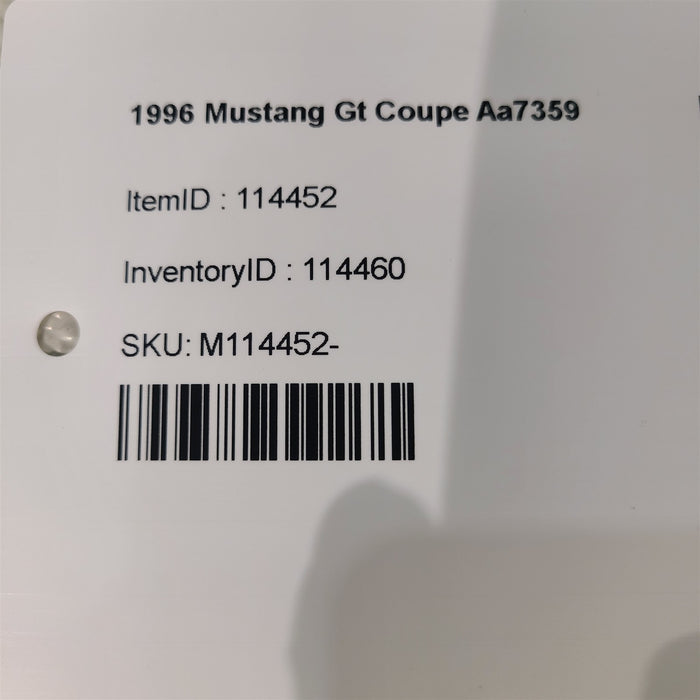 1996 Mustang Gt Coupe Aa7359
ItemID : 114452
InventoryID : 114460
SKU: M114452-